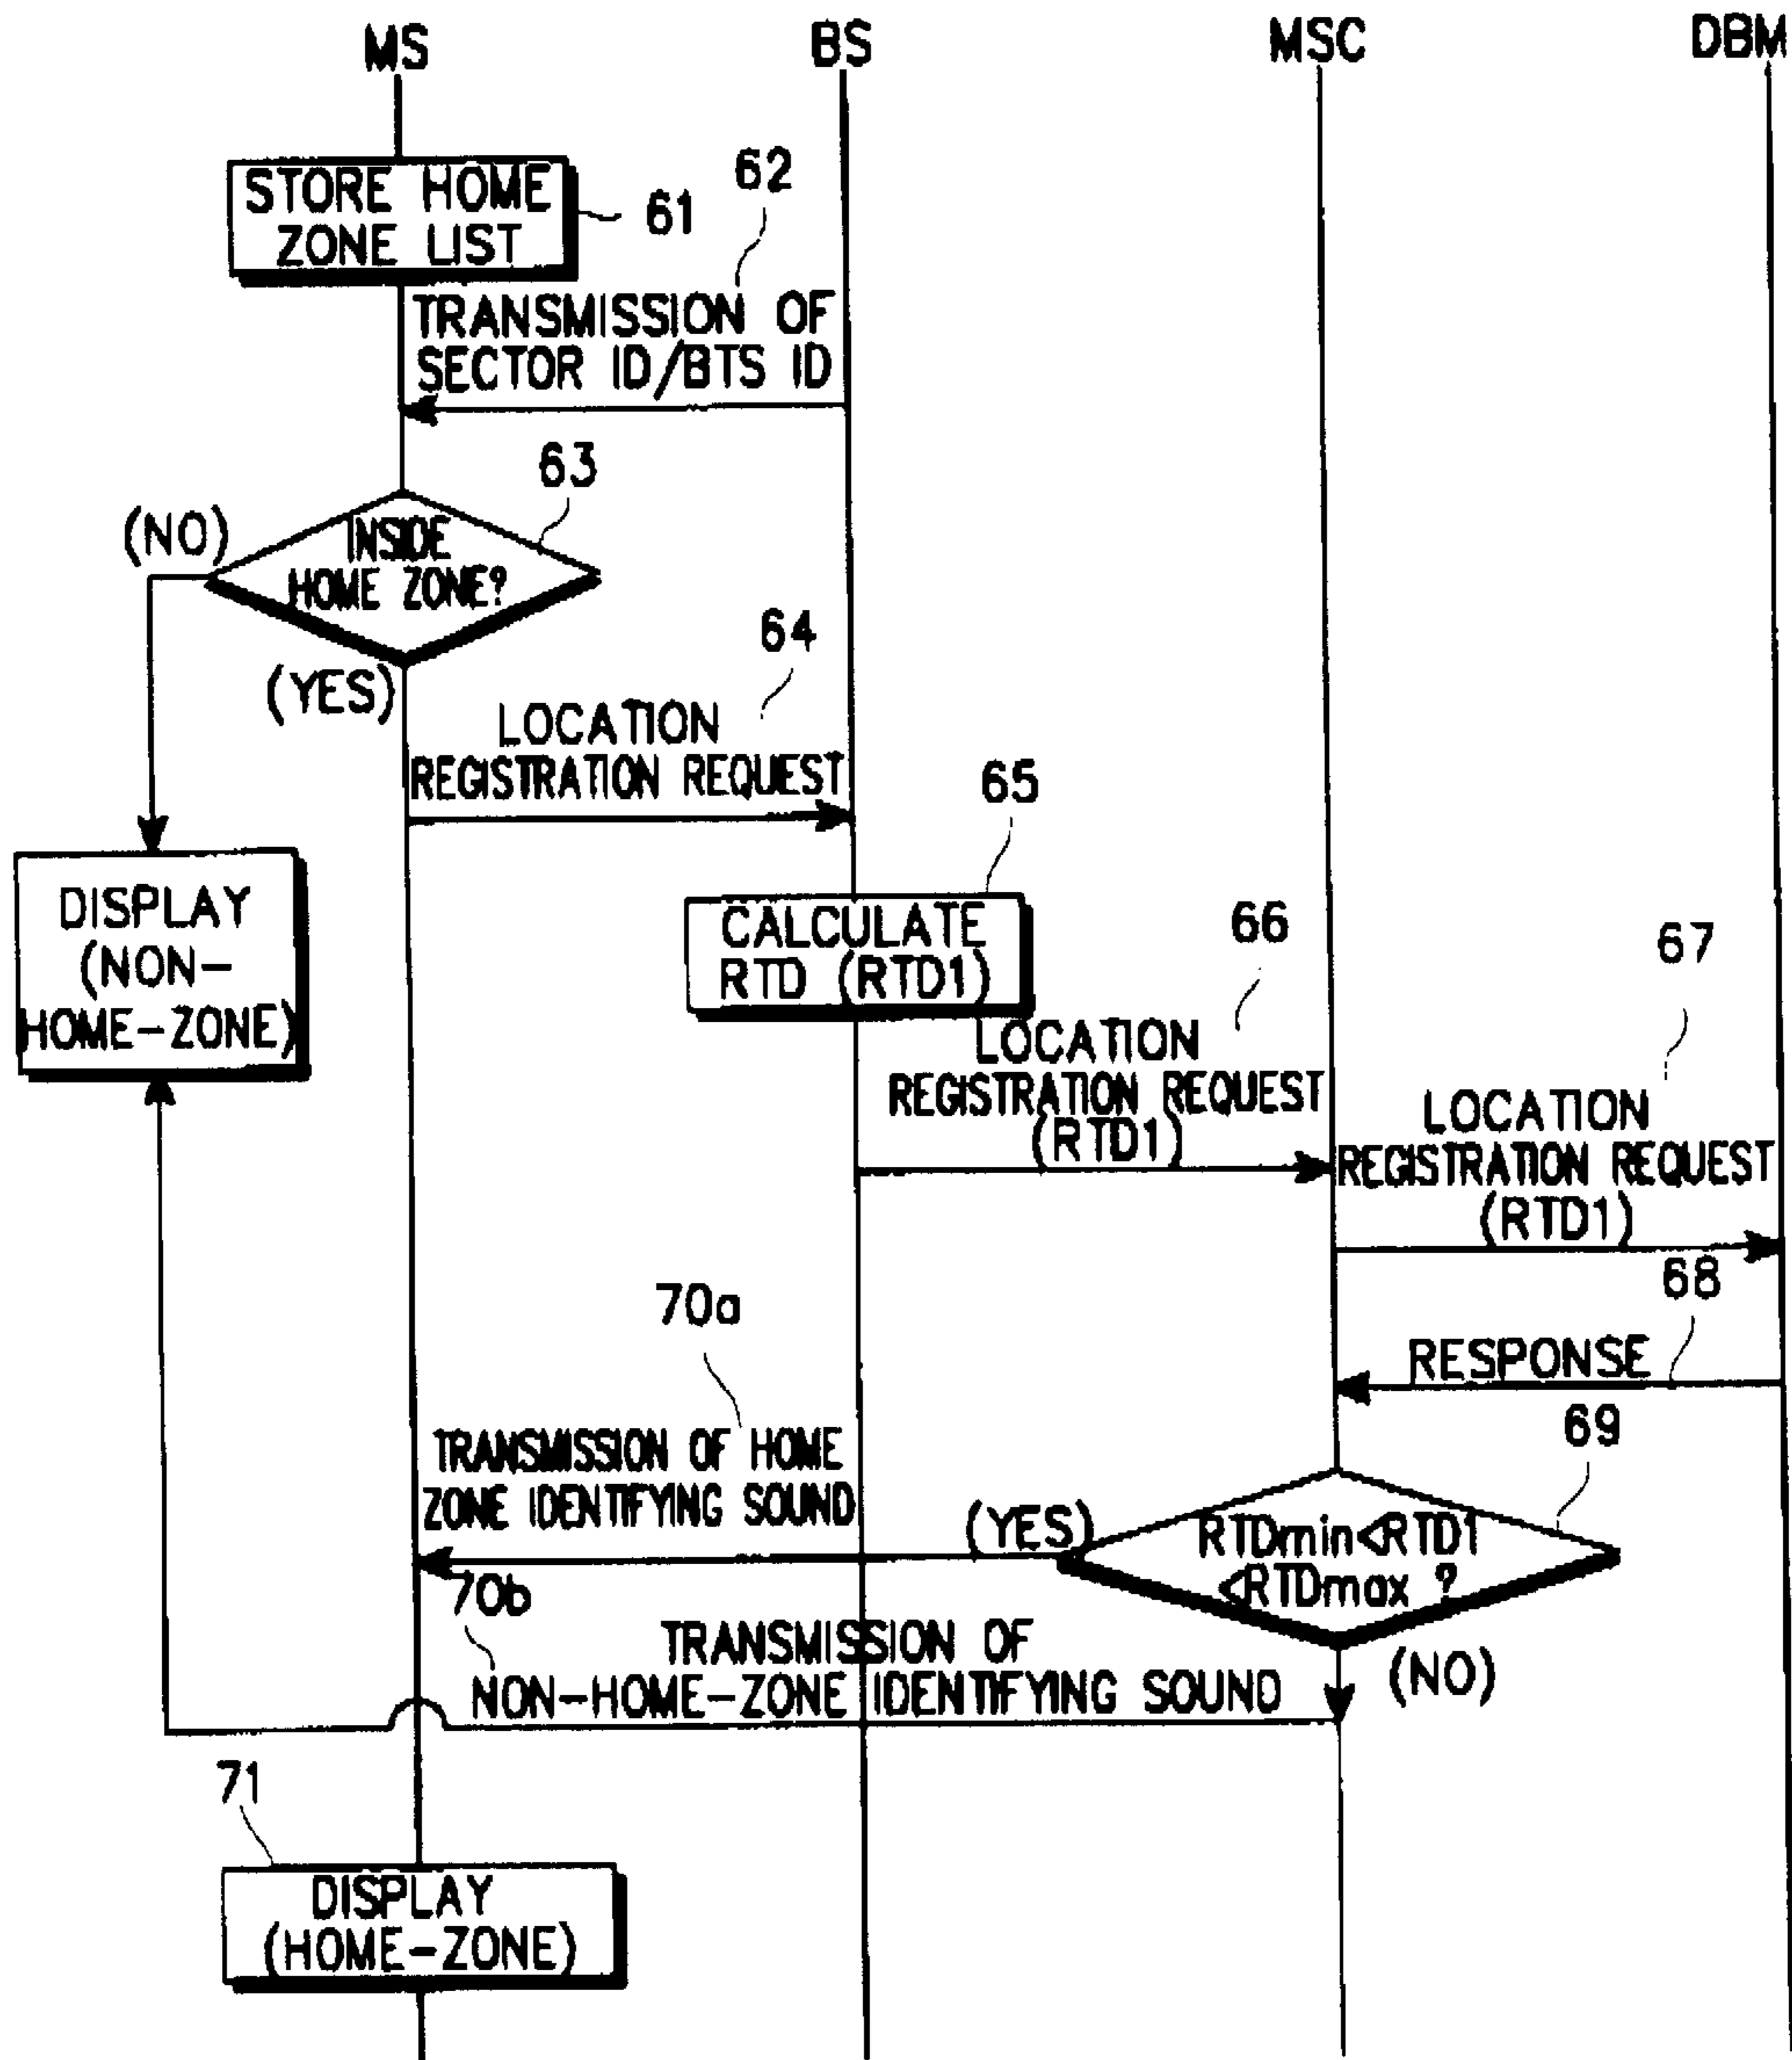 MS
BS
MSC
DBM
STORE HOME
ZONE LIST
61
62
TRANSMISSION OF
SECTOR ID/BTS ID
63
(NO)
INSIDE
HOME ZONE?
(YES)
64
LOCATION
REGISTRATION REQUEST
65
DISPLAY
(NON-
HOME-ZONE)
CALCULATE
RTD (RTD1)
66
LOCATION
REGISTRATION REQUEST
(RTD1)
67
LOCATION
REGISTRATION REQUEST
(RTD1)
68
RESPONSE
69
70a
TRANSMISSION OF HOME
ZONE IDENTIFYING SOUND
(YES)
RTDmin<RTD1
<RTDmax ?
(NO)
70b
TRANSMISSION OF
NON-HOME-ZONE IDENTIFYING SOUND
71
DISPLAY
(HOME-ZONE)